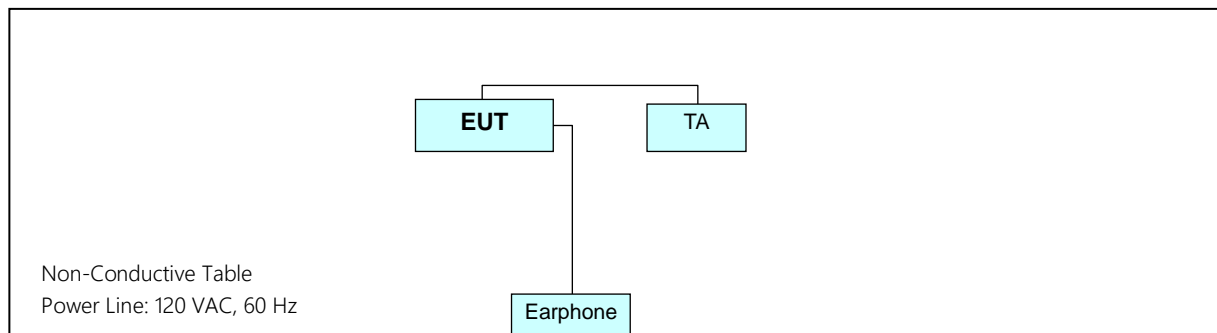 EUT
TA
Non-Conductive Table
Power Line: 120 VAC, 60 Hz
Earphone